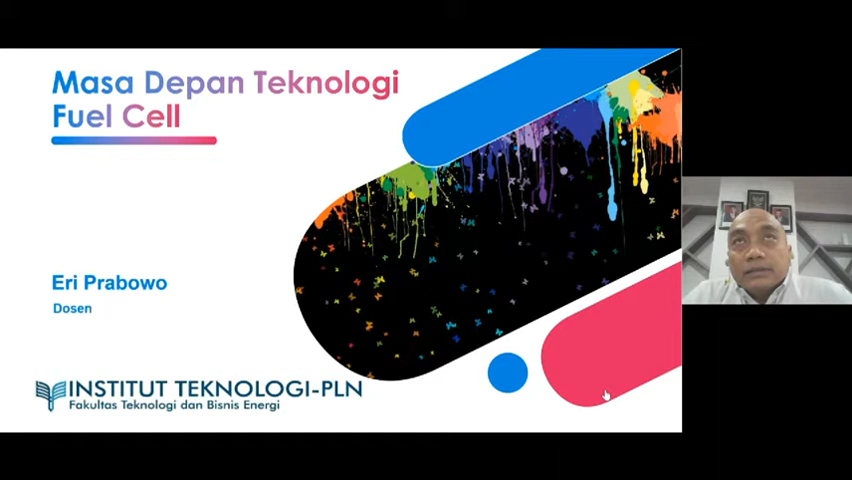 Masa Depan Teknologi
Fuel Cell
Eri Prabowo
Dosen
INSTITUT TEKNOLOGI-PLN
Fakultas Teknologi dan Bisnis Energi